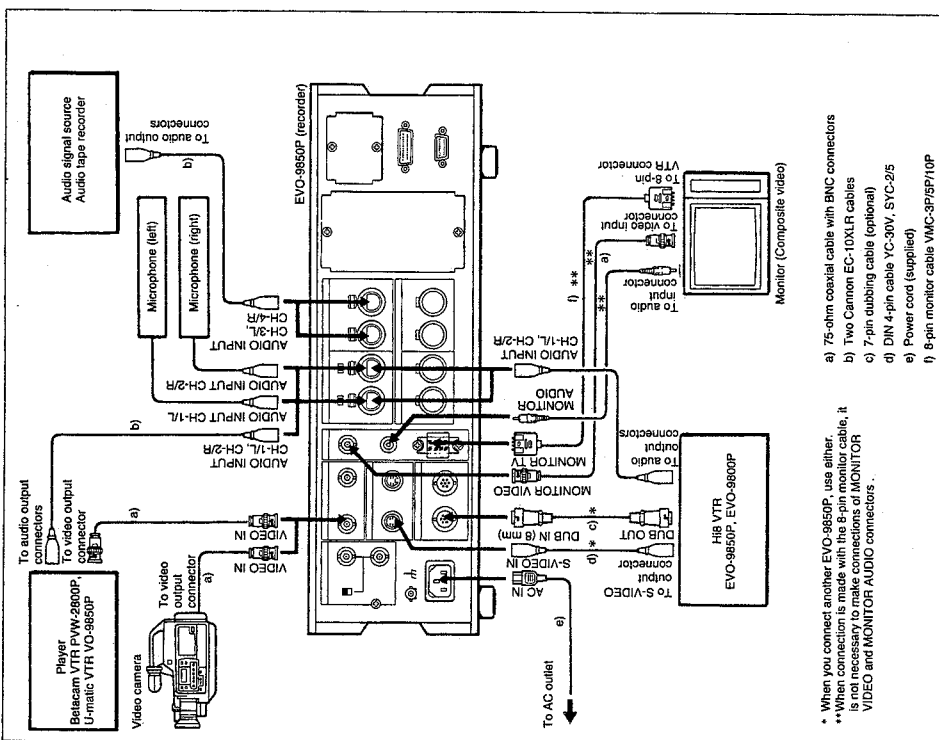 Player
Betacam VTR PVW-2800P,
U-matic VTR VO-9850P
To audio output
connectors
To video output
connector
a)
b)
Video camera
To video
output
connector
a)
VIDEO IN
VIDEO IN
AUDIO INPUT
CH-1/L, CH-2/R
AUDIO INPUT CH-1/L
AUDIO INPUT CH-2/R
Microphone (left)
Microphone (right)
Audio signal source
Audio tape recorder
To audio output
connectors
b)
AUDIO INPUT
CH-3/L,
CH-4/R
EVO-9850P (recorder)
To AC outlet
e)
AC IN
S-VIDEO IN
d) *
To S-VIDEO
output
connector
DUB IN (8 mm)
c) *
DUB OUT
MONITOR VIDEO
MONITOR TV
MONITOR
AUDIO
AUDIO INPUT
CH-1/L, CH-2/R
To audio
output
connectors
Hi8 VTR
EVO-9850P, EVO-9800P
f) **
**
**
a)
To audio
input
connector
To video input
connector
To 8-pin
VTR connector
Monitor (Composite video)
* When you connect another EVO-9850P, use either.
**When connection is made with the 8-pin monitor cable, it
is not necessary to make connections of MONITOR
VIDEO and MONITOR AUDIO connectors .
a) 75-ohm coaxial cable with BNC connectors
b) Two Cannon EC-10XLR cables
c) 7-pin dubbing cable (optional)
d) DIN 4-pin cable YC-30V, SYC-2/5
e) Power cord (supplied)
f) 8-pin monitor cable VMC-3P/5P/10P